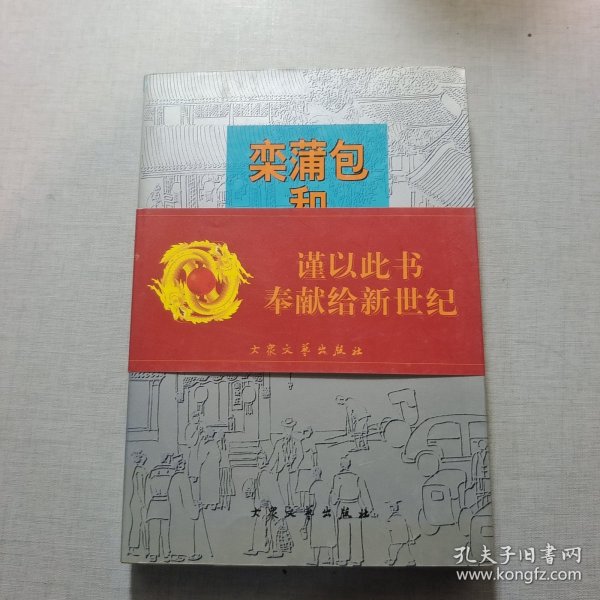 栾蒲包
和
谨以此书
奉献给新世纪
大众文艺出版社
大众文艺出版社
孔夫子旧书网
www.kongfz.com